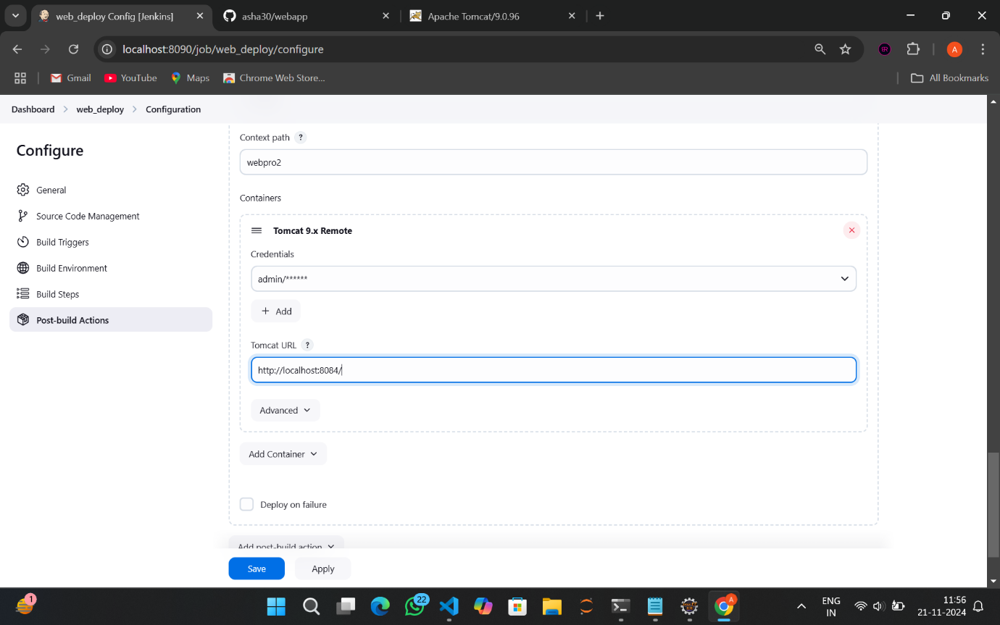 web_deploy Config [Jenkins]
asha30/webapp
Apache Tomcat/9.0.96
localhost:8090/job/web_deploy/configure
GR
A
Gmail
YouTube
Maps
Chrome Web Store...
All Bookmarks
Dashboard
web_deploy
Configuration
Configure
General
Source Code Management
Build Triggers
Build Environment
Build Steps
Post-build Actions
Context path ?
webpro2
Containers
Tomcat 9.x Remote
Credentials
admin/******
+ Add
Tomcat URL ?
http://localhost:8084/
Advanced
Add Container
Deploy on failure
Add post-build action
Save
Apply
1
22
A
ENG
IN
11:56
21-11-2024